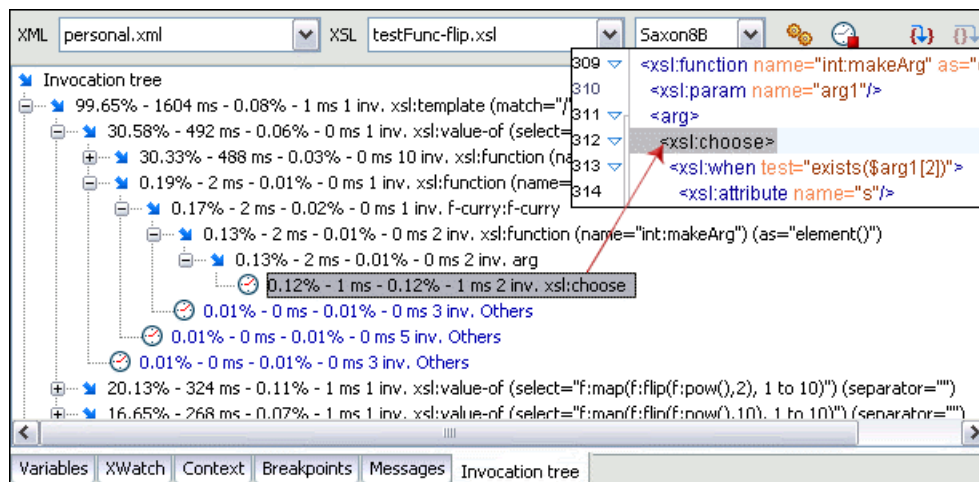 XML personal.xml XSL testFunc-flip.xsl Saxon8B
309 <xsl:function name="int:makeArg" as="
310 <xsl:param name="arg1"/>
311 <arg>
312 <xsl:choose>
313 <xsl:when test="exists($arg1[2])">
314 <xsl:attribute name="s"/>
Invocation tree
99.65% - 1604 ms - 0.08% - 1 ms 1 inv. xsl:template (match="/
30.58% - 492 ms - 0.06% - 0 ms 1 inv. xsl:value-of (select=
30.33% - 488 ms - 0.03% - 0 ms 10 inv. xsl:function (na
0.19% - 2 ms - 0.01% - 0 ms 1 inv. xsl:function (name=
0.17% - 2 ms - 0.02% - 0 ms 1 inv. f-curry:f-curry
0.13% - 2 ms - 0.01% - 0 ms 2 inv. xsl:function (name="int:makeArg") (as="element()")
0.13% - 2 ms - 0.01% - 0 ms 2 inv. arg
0.12% - 1 ms - 0.12% - 1 ms 2 inv. xsl:choose
0.01% - 0 ms - 0.01% - 0 ms 3 inv. Others
0.01% - 0 ms - 0.01% - 0 ms 5 inv. Others
0.01% - 0 ms - 0.01% - 0 ms 3 inv. Others
20.13% - 324 ms - 0.11% - 1 ms 1 inv. xsl:value-of (select="f:map(f:flip(f:pow(),2), 1 to 10)") (separator="")
16.65% - 268 ms - 0.07% - 1 ms 1 inv. xsl:value-of (select="f:map(f:flip(f:pow(),10), 1 to 10)") (separator="")
Variables XWatch Context Breakpoints Messages Invocation tree